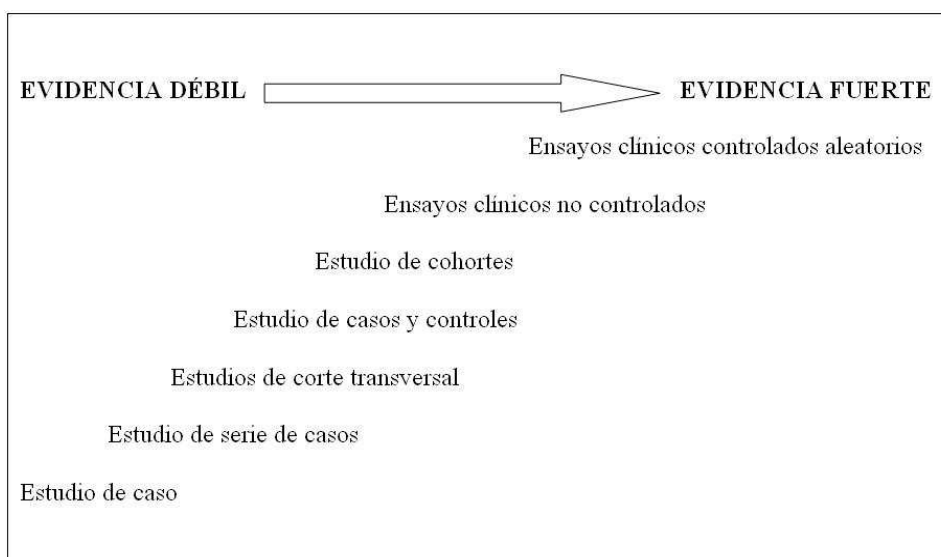 EVIDENCIA DÉBIL EVIDENCIA FUERTE
Ensayos clínicos controlados aleatorios
Ensayos clínicos no controlados
Estudio de cohortes
Estudio de casos y controles
Estudios de corte transversal
Estudio de serie de casos
Estudio de caso